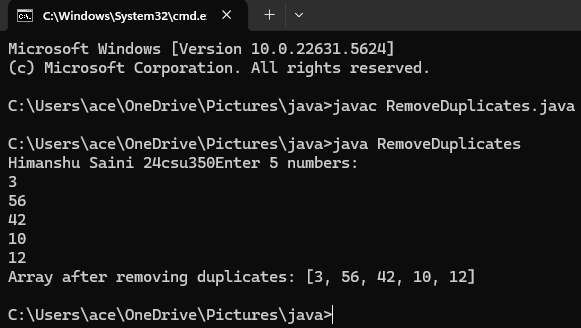 C:\Windows\System32\cmd.e
Microsoft Windows [Version 10.0.22631.5624]
(c) Microsoft Corporation. All rights reserved.
C:\Users\ace\OneDrive\Pictures\java>javac RemoveDuplicates.java
C:\Users\ace\OneDrive\Pictures\java>java RemoveDuplicates
Himanshu Saini 24csu350Enter 5 numbers:
3
56
42
10
12
Array after removing duplicates: [3, 56, 42, 10, 12]
C:\Users\ace\OneDrive\Pictures\java>